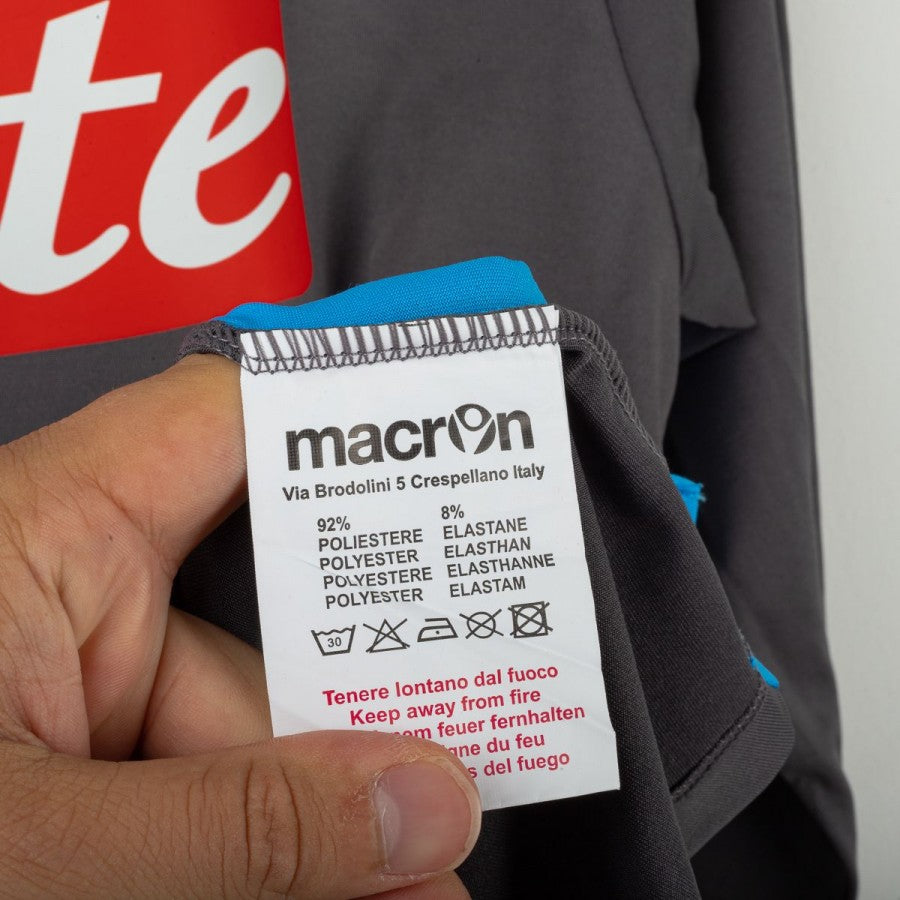 te
macron
Via Brodolini 5 Crespellano Italy
92% 8%
POLIESTERE ELASTANE
POLYESTER ELASTHAN
POLYESTERE ELASTHANNE
POLYESTER ELASTAM
30
Tenere lontano dal fuoco
Keep away from fire
feuer fernhalten
du feu
del fuego